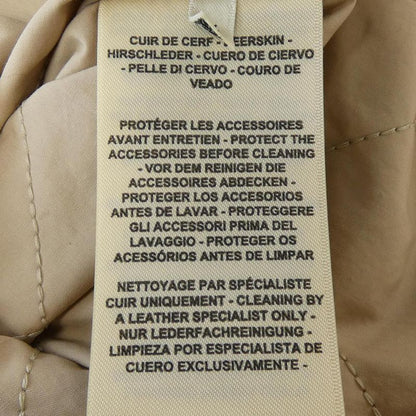 CUIR DE CERF - DEERSKIN -
HIRSCHLEDER - CUERO DE CIERVO
- PELLE DI CERVO - COURO DE
VEADO
PROTÉGER LES ACCESSOIRES
AVANT ENTRETIEN - PROTECT THE
ACCESSORIES BEFORE CLEANING
- VOR DEM REINIGEN DIE
ACCESSOIRES ABDECKEN -
PROTEGER LOS ACCESORIOS
ANTES DE LAVAR - PROTEGGERE
GLI ACCESSORI PRIMA DEL
LAVAGGIO - PROTEGER OS
ACESSÓRIOS ANTES DE LIMPAR
NETTOYAGE PAR SPÉCIALISTE
CUIR UNIQUEMENT - CLEANING BY
A LEATHER SPECIALIST ONLY -
NUR LEDERFACHREINIGUNG -
LIMPIEZA POR ESPECIALISTA DE
CUERO EXCLUSIVAMENTE -